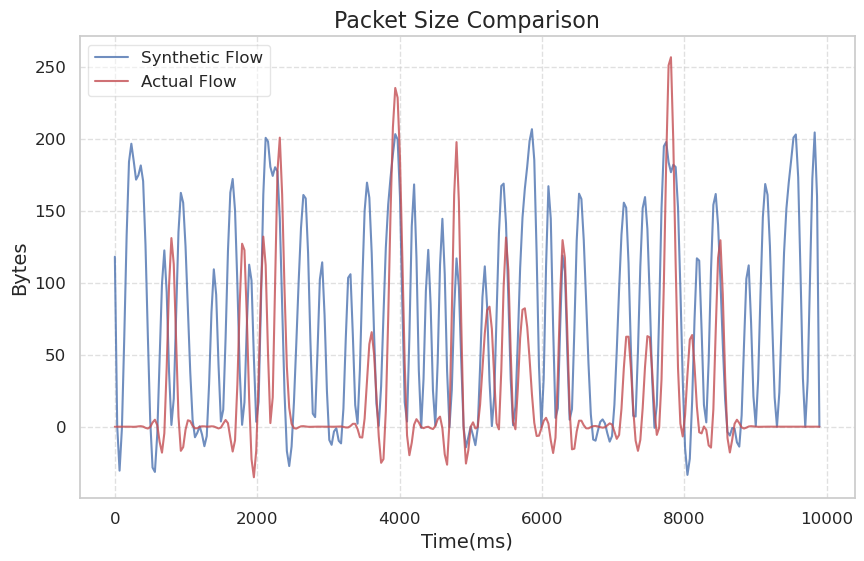 Packet Size Comparison
Synthetic Flow
Actual Flow
Bytes
250
200
150
100
50
0
0 2000 4000 6000 8000 10000
Time(ms)